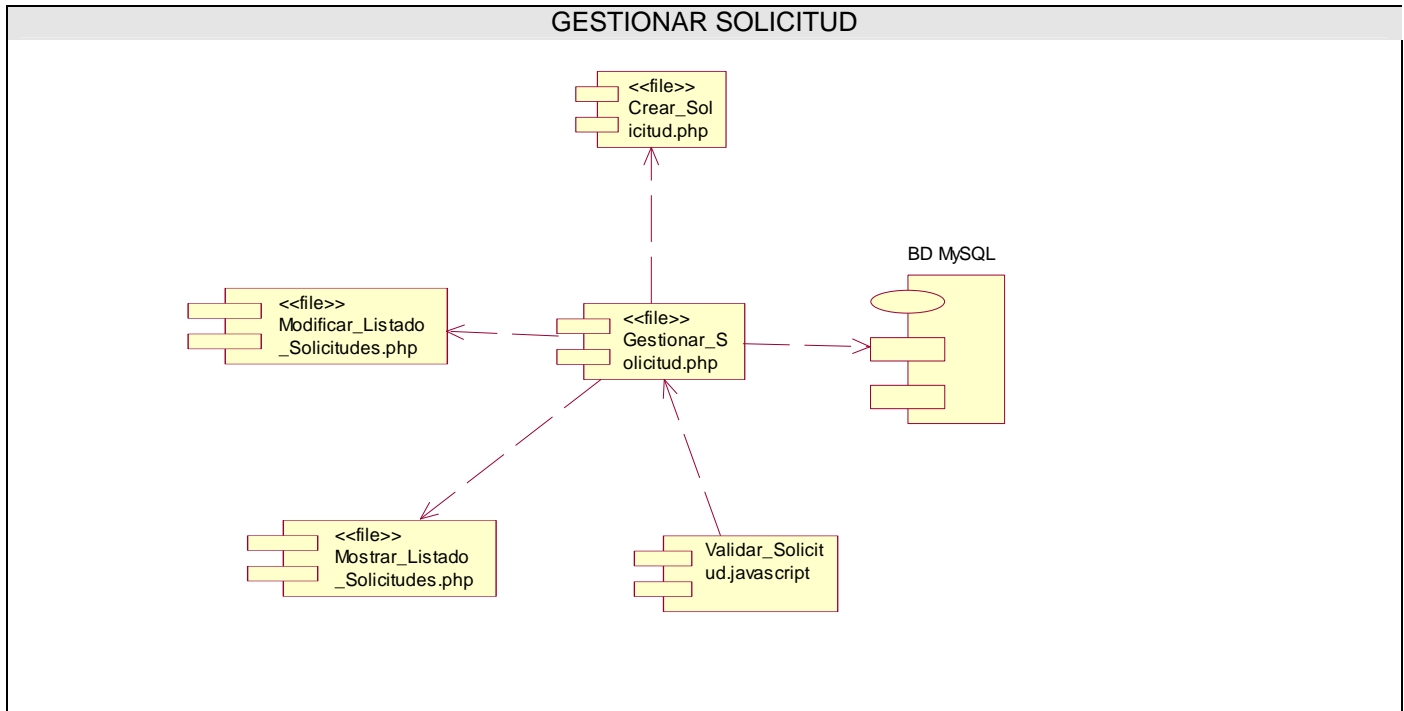 GESTIONAR SOLICITUD
<<file>>
Crear_Sol
icitud.php
BD MySQL
<<file>>
Modificar_Listado
_Solicitudes.php
<<file>>
Gestionar_S
olicitud.php
<<file>>
Mostrar_Listado
_Solicitudes.php
Validar_Solicit
ud.javascript